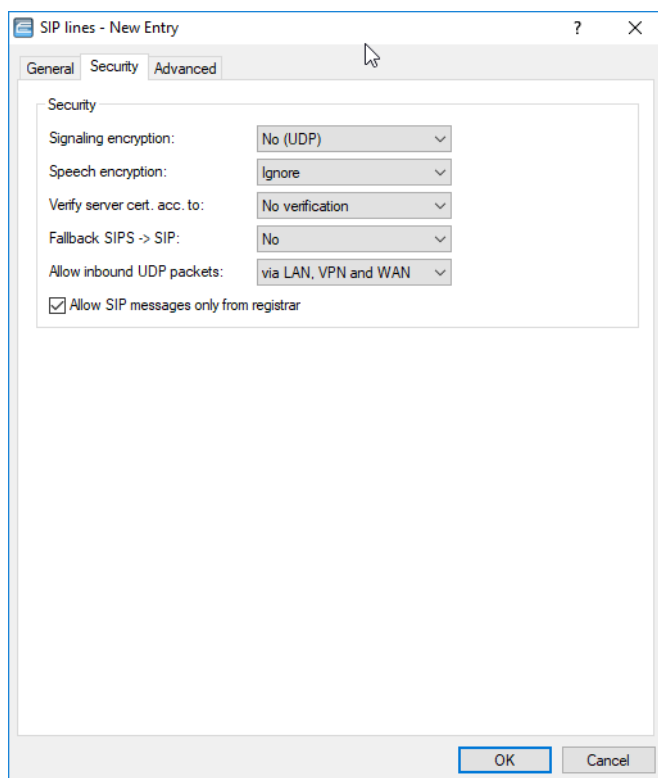 SIP lines - New Entry
General Security Advanced
Security
Signaling encryption: No (UDP)
Speech encryption: Ignore
Verify server cert. acc. to: No verification
Fallback SIPS -> SIP: No
Allow inbound UDP packets: via LAN, VPN and WAN
Allow SIP messages only from registrar
OK Cancel